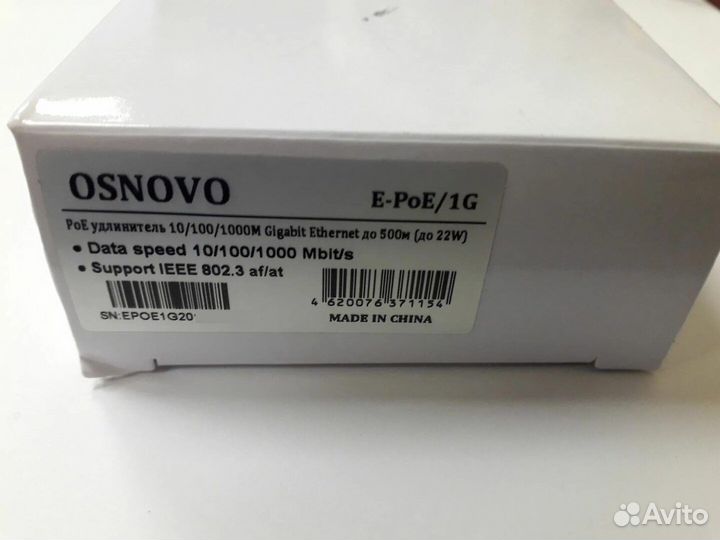 OSNOVO
E-PoE/1G
PoE удлинитель 10/100/1000M Gigabit Ethernet до 500м (до 22W)
• Data speed 10/100/1000 Mbit/s
• Support IEEE 802.3 af/at
SN:EPOE1G20
4 620076 371154
MADE IN CHINA
Avito